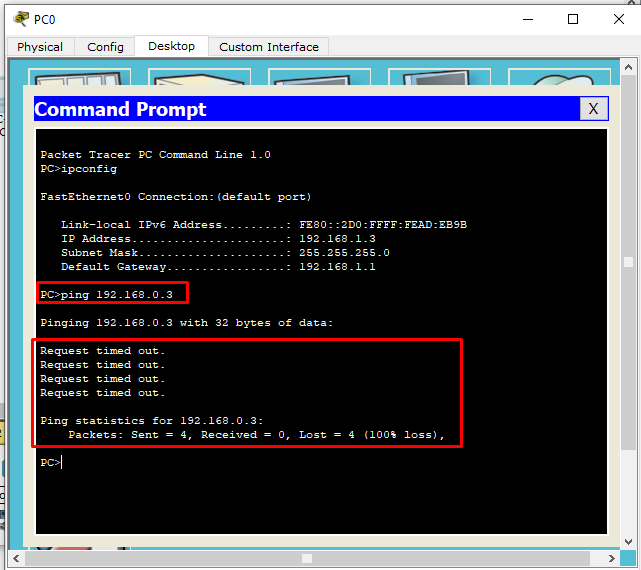 PC0
Physical Config Desktop Custom Interface
Command Prompt X
Packet Tracer PC Command Line 1.0
PC>ipconfig
FastEthernet0 Connection:(default port)
Link-local IPv6 Address.........: FE80::2D0:FFFF:FEAD:EB9B
IP Address......................: 192.168.1.3
Subnet Mask.....................: 255.255.255.0
Default Gateway.................: 192.168.1.1
PC>ping 192.168.0.3
Pinging 192.168.0.3 with 32 bytes of data:
Request timed out.
Request timed out.
Request timed out.
Request timed out.
Ping statistics for 192.168.0.3:
Packets: Sent = 4, Received = 0, Lost = 4 (100% loss),
PC>